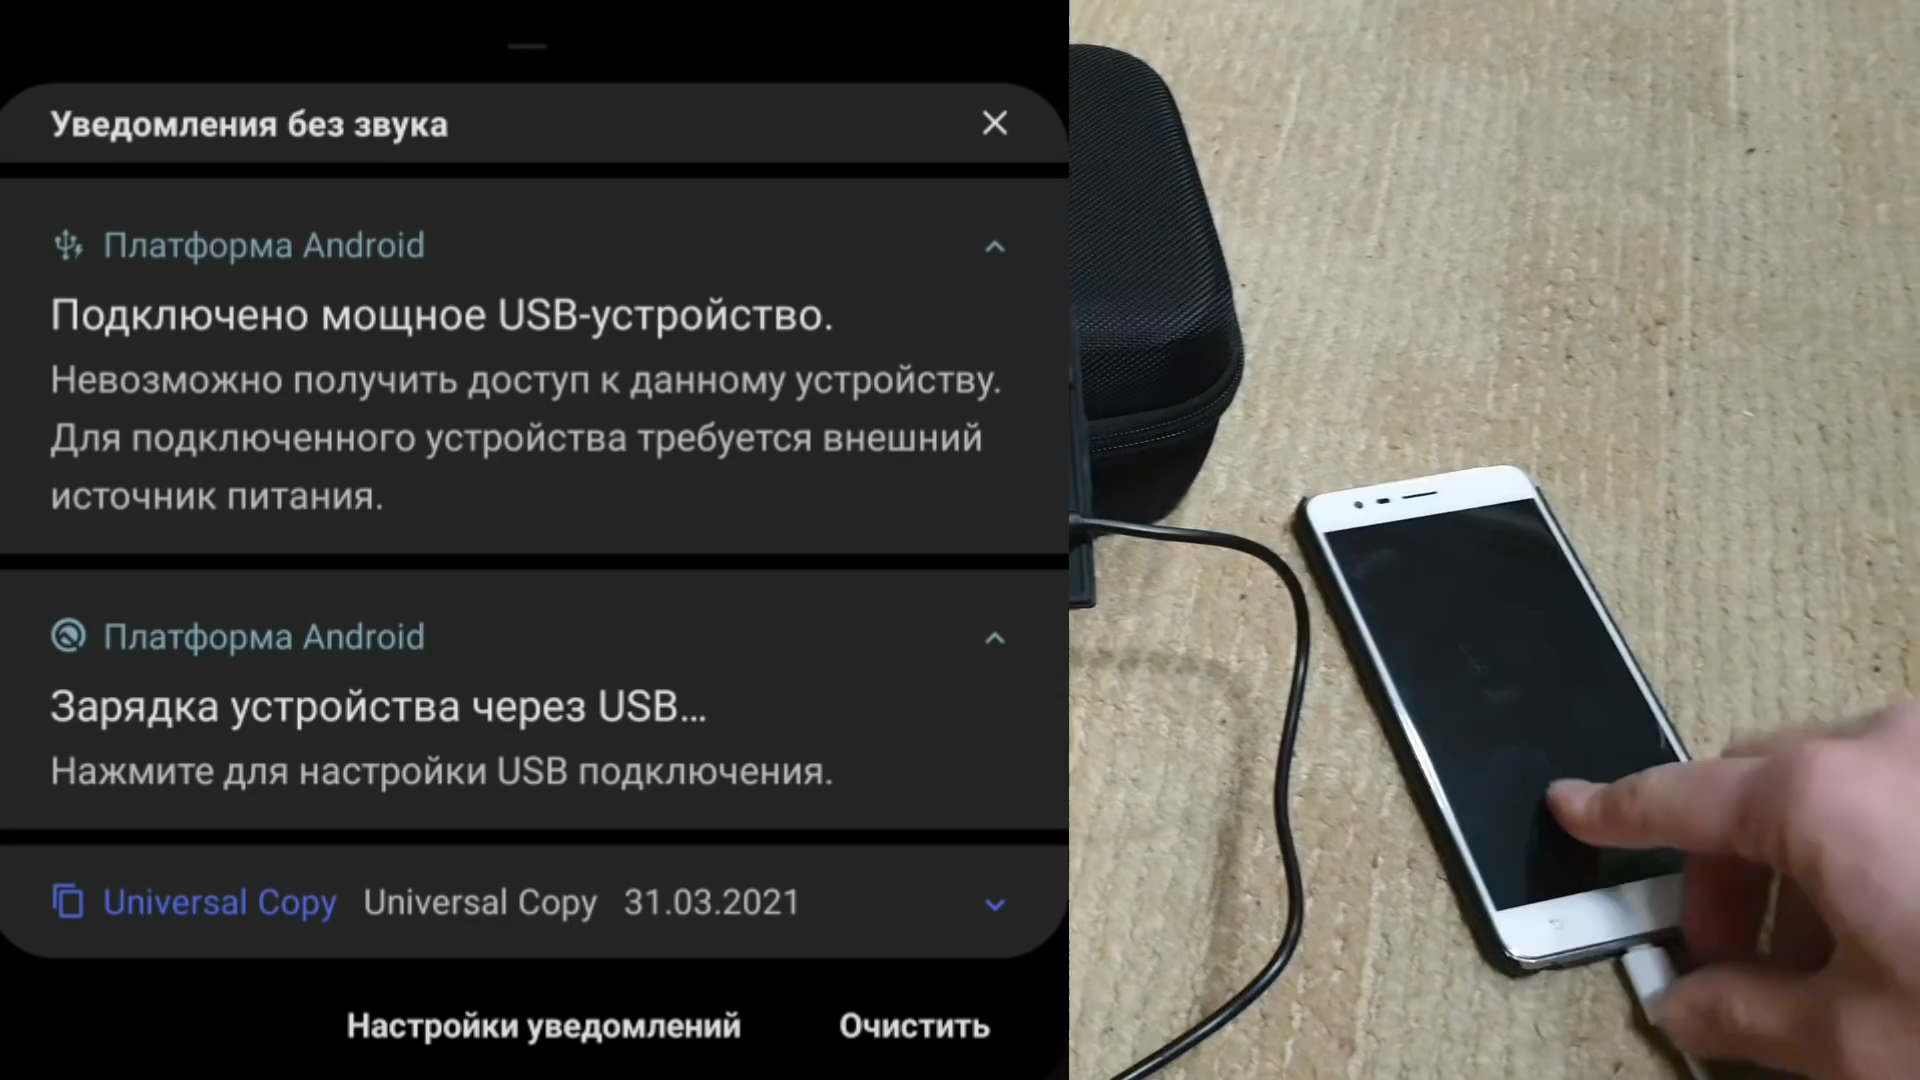 Уведомления без звука
Платформа Android
Подключено мощное USB-устройство.
Невозможно получить доступ к данному устройству.
Для подключенного устройства требуется внешний
источник питания.
Платформа Android
Зарядка устройства через USB...
Нажмите для настройки USB подключения.
Universal Copy Universal Copy 31.03.2021
Настройки уведомлений Очистить